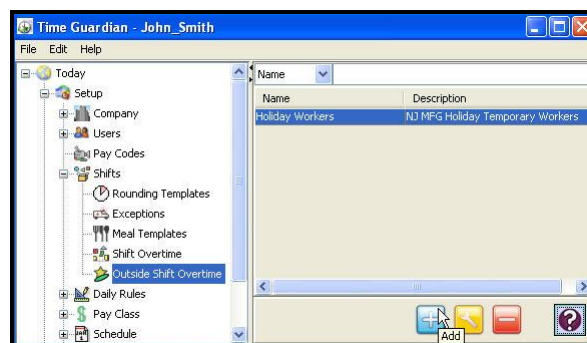 Time Guardian - John_Smith
File Edit Help
Today
Setup
Company
Users
Pay Codes
Shifts
Rounding Templates
Exceptions
Meal Templates
Shift Overtime
Outside Shift Overtime
Daily Rules
Pay Class
Schedule
Name
Name Description
Holiday Workers NJ MFG Holiday Temporary Workers
Add
?